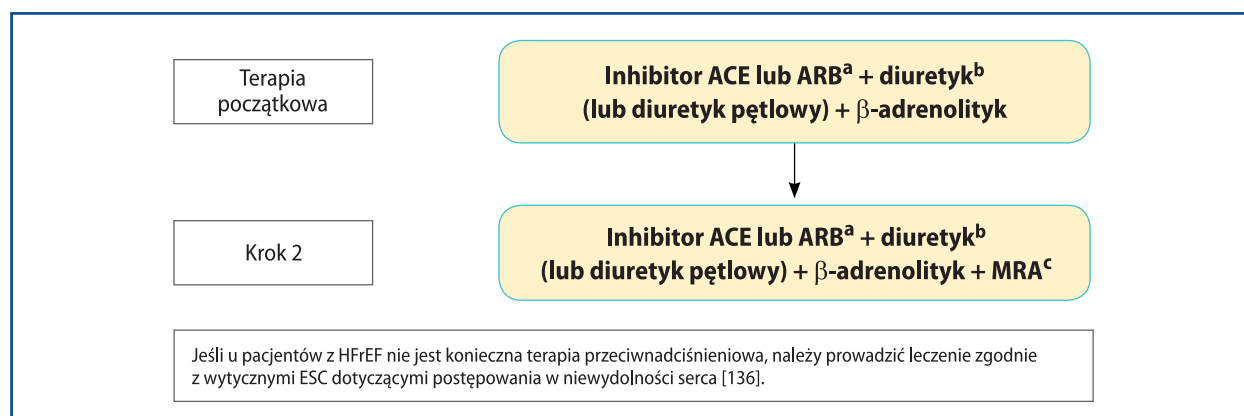 Terapia
początkowa
Inhibitor ACE lub ARBᵃ + diuretykᵇ
(lub diuretyk pętlowy) + β-adrenolityk
Krok 2
Inhibitor ACE lub ARBᵃ + diuretykᵇ
(lub diuretyk pętlowy) + β-adrenolityk + MRAᶜ
Jeśli u pacjentów z HFrEF nie jest konieczna terapia przeciwnadciśnieniowa, należy prowadzić leczenie zgodnie
z wytycznymi ESC dotyczącymi postępowania w niewydolności serca [136].